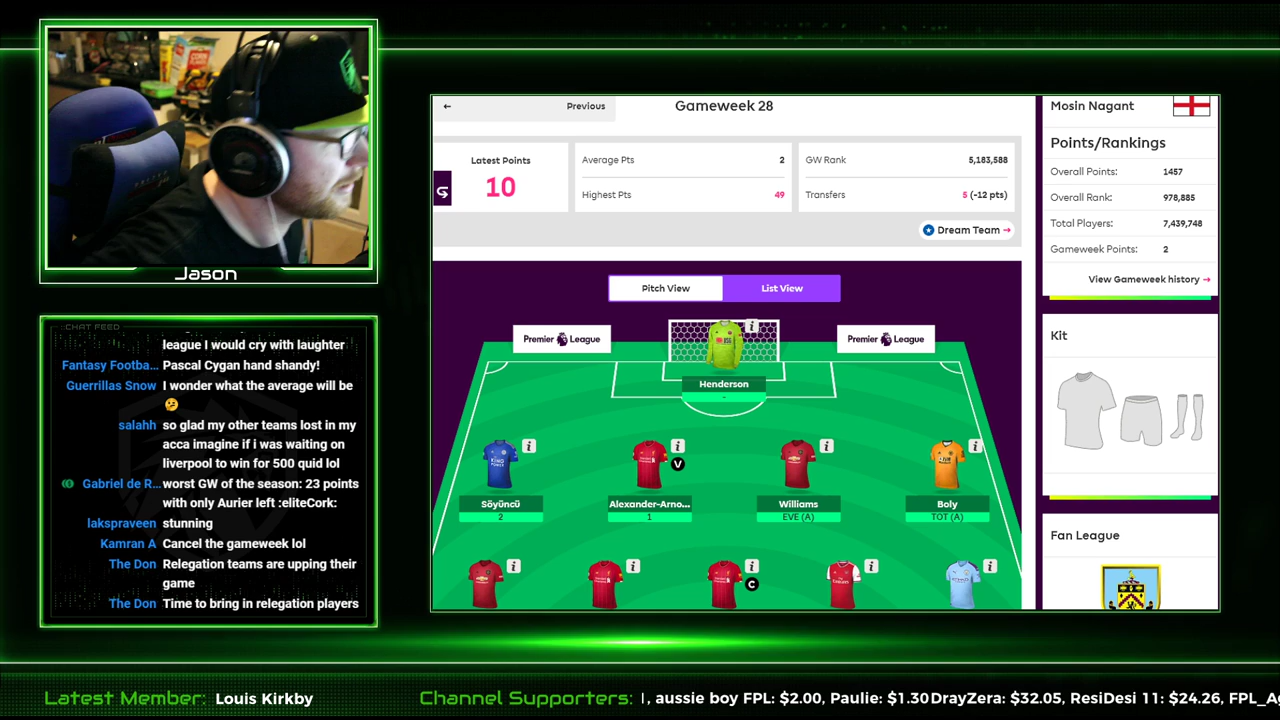 Jason
CHAT FEED
league I would cry with laughter
Fantasy Footba... Pascal Cygan hand shandy!
Guerrillas Snow I wonder what the average will be
🤔
salahh so glad my other teams lost in my
acca imagine if i was waiting on
liverpool to win for 500 quid lol
Gabriel de R... worst GW of the season: 23 points
with only Aurier left :eliteCork:
lakspraveen stunning
Kamran A Cancel the gameweek lol
The Don Relegation teams are upping their
game
The Don Time to bring in relegation players
← Previous
Gameweek 28
Latest Points
10
Average Pts 2
Highest Pts 49
GW Rank 5,183,588
Transfers 5 (-12 pts)
Dream Team →
Pitch View List View
Premier League
Premier League
Henderson
-
Söyüncü
2
Alexander-Arno...
1
V
Williams
EVE (A)
Boly
TOT (A)
C
Mosin Nagant
Points/Rankings
Overall Points: 1457
Overall Rank: 978,885
Total Players: 7,439,748
Gameweek Points: 2
View Gameweek history →
Kit
Fan League
Latest Member: Louis Kirkby
Channel Supporters: l, aussie boy FPL: $2.00, Paulie: $1.30DrayZera: $32.05, ResiDesi 11: $24.26, FPL_A